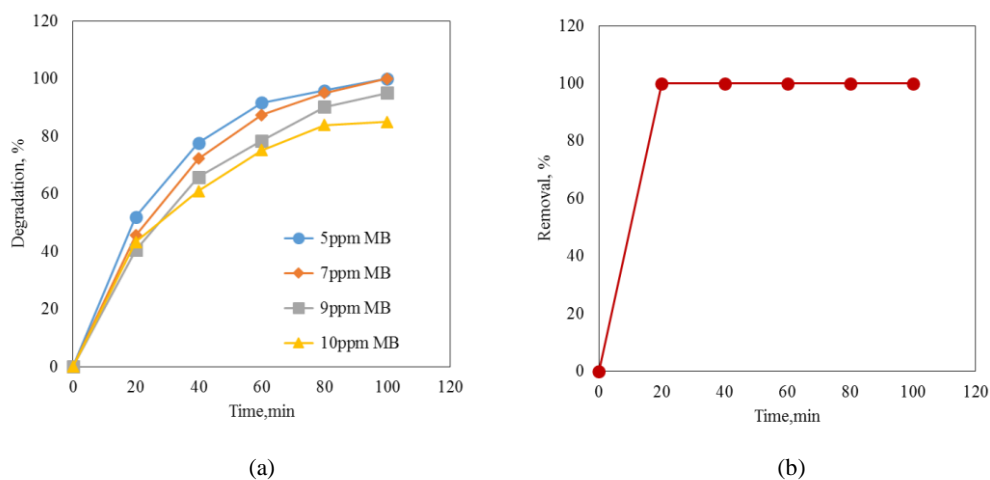 120
100
80
60
40
20
0
Degradation, %
5ppm MB
7ppm MB
9ppm MB
10ppm MB
0 20 40 60 80 100 120
Time,min
(a)
120
100
80
60
40
20
0
Removal, %
0 20 40 60 80 100 120
Time,min
(b)